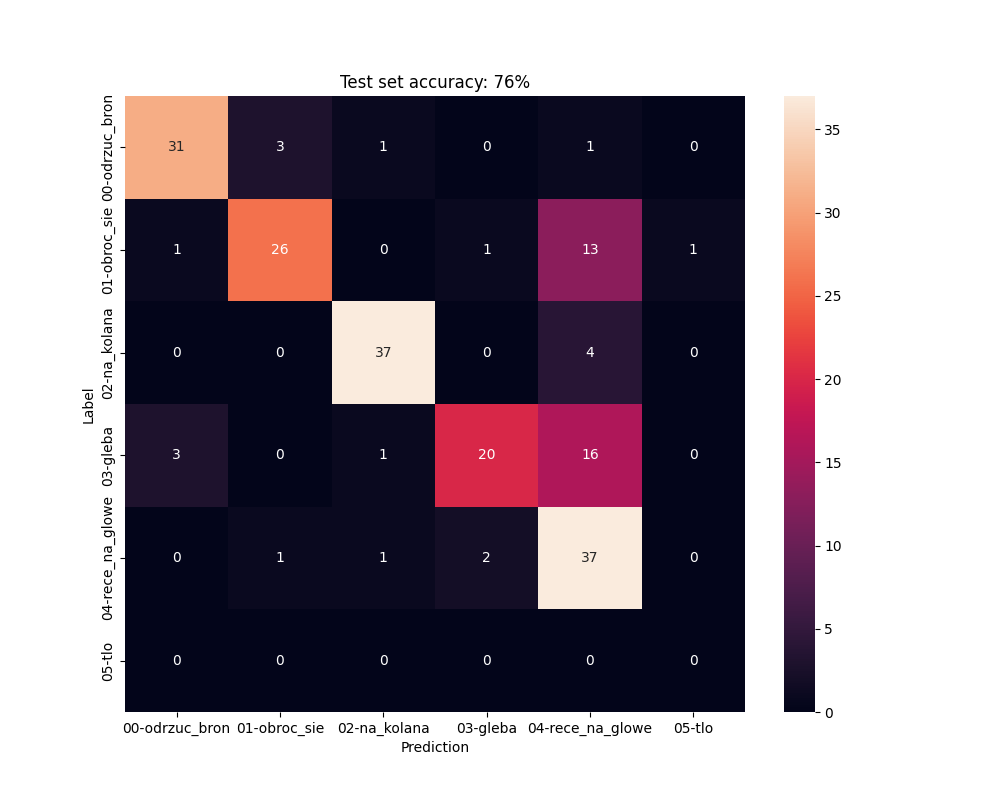 Test set accuracy: 76%
Label
00-odrzuc_bron
31 3 1 0 1 0
01-obroc_sie
1 26 0 1 13 1
02-na_kolana
0 0 37 0 4 0
03-gleba
3 0 1 20 16 0
04-rece_na_glowe
0 1 1 2 37 0
05-tlo
0 0 0 0 0 0
00-odrzuc_bron 01-obroc_sie 02-na_kolana 03-gleba 04-rece_na_glowe 05-tlo
Prediction
35
30
25
20
15
10
5
0